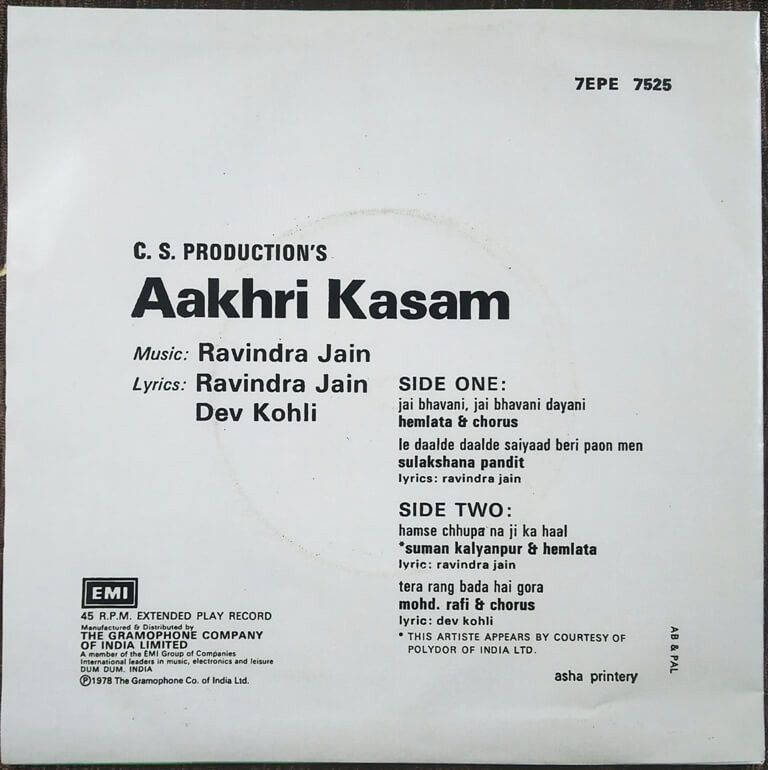 7EPE 7525
C. S. PRODUCTION'S
Aakhri Kasam
Music: Ravindra Jain
Lyrics: Ravindra Jain
Dev Kohli
SIDE ONE:
jai bhavani, jai bhavani dayani
hemlata & chorus
le daalde daalde saiyaad beri paon men
sulakshana pandit
lyrics: ravindra jain
SIDE TWO:
hamse chhupa na ji ka haal
*suman kalyanpur & hemlata
lyric: ravindra jain
tera rang bada hai gora
mohd. rafi & chorus
lyric: dev kohli
* THIS ARTISTE APPEARS BY COURTESY OF
POLYDOR OF INDIA LTD.
asha printery
AB & PAL
EMI
45 R.P.M. EXTENDED PLAY RECORD
Manufactured & Distributed by
THE GRAMOPHONE COMPANY
OF INDIA LIMITED
A member of the EMI Group of Companies
International leaders in music, electronics and leisure
DUM DUM. INDIA
Ⓟ1978 The Gramophone Co. of India Ltd.